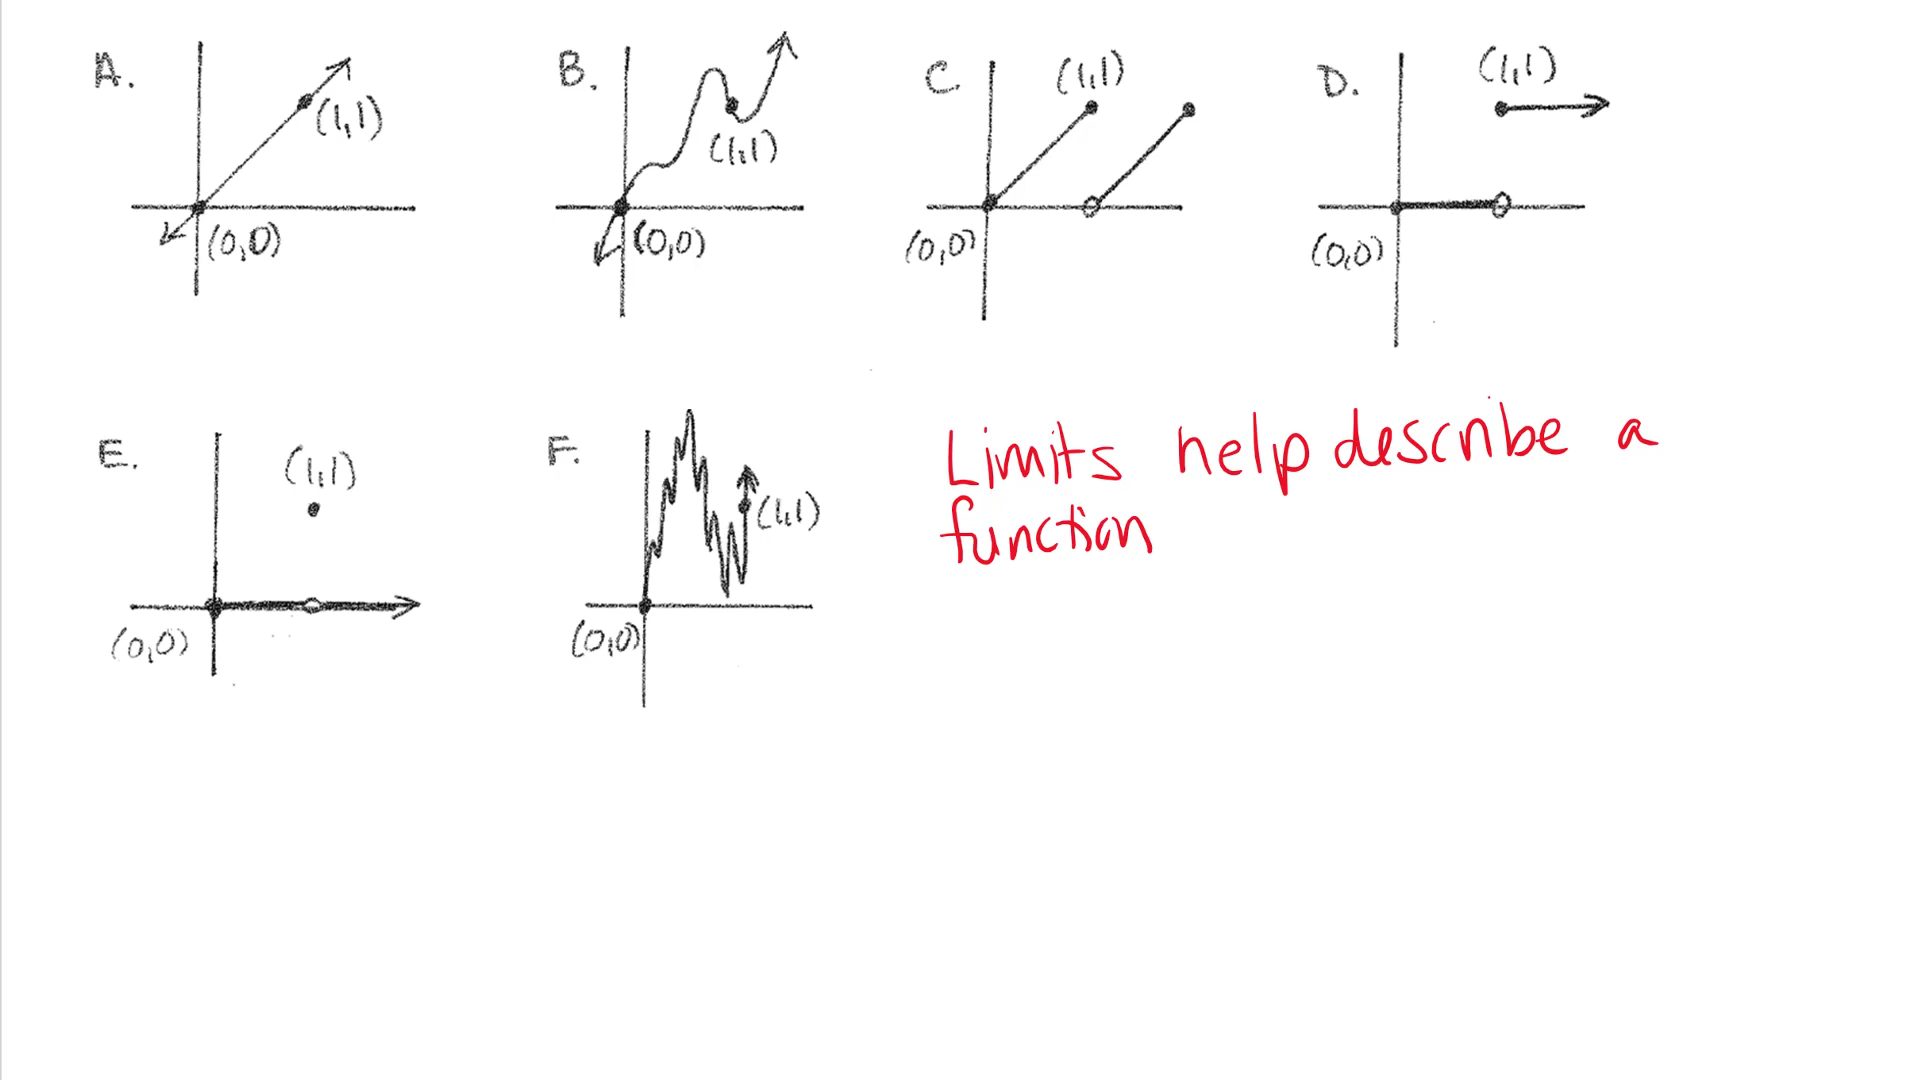 A.
(1,1)
(0,0)
B.
(1,1)
(0,0)
C
(1,1)
(0,0)
D.
(1,1)
(0,0)
E.
(1,1)
(0,0)
F.
(1,1)
(0,0)
Limits help describe a
function